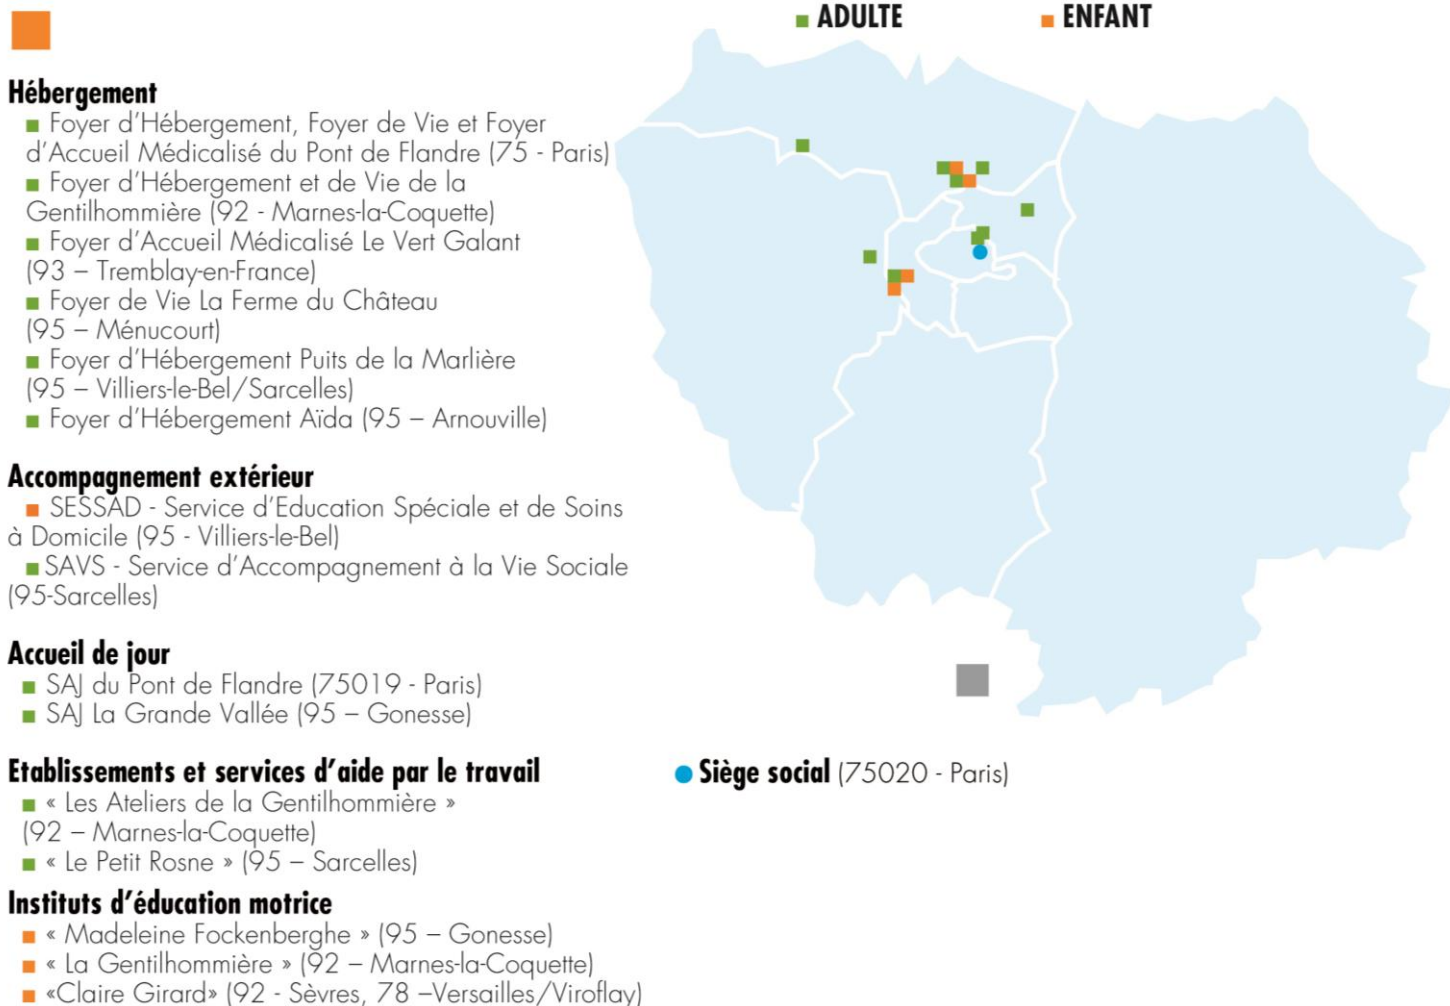 ADULTE
ENFANT
Hébergement
Foyer d’Hébergement, Foyer de Vie et Foyer
d’Accueil Médicalisé du Pont de Flandre (75 - Paris)
Foyer d’Hébergement et de Vie de la
Gentilhommière (92 - Marnes-la-Coquette)
Foyer d’Accueil Médicalisé Le Vert Galant
(93 – Tremblay-en-France)
Foyer de Vie La Ferme du Château
(95 – Ménucourt)
Foyer d’Hébergement Puits de la Marlière
(95 – Villiers-le-Bel/Sarcelles)
Foyer d’Hébergement Aïda (95 – Arnouville)
Accompagnement extérieur
SESSAD - Service d’Education Spéciale et de Soins
à Domicile (95 - Villiers-le-Bel)
SAVS - Service d’Accompagnement à la Vie Sociale
(95-Sarcelles)
Accueil de jour
SAJ du Pont de Flandre (75019 - Paris)
SAJ La Grande Vallée (95 – Gonesse)
Etablissements et services d’aide par le travail
« Les Ateliers de la Gentilhommière »
(92 – Marnes-la-Coquette)
« Le Petit Rosne » (95 – Sarcelles)
Instituts d’éducation motrice
« Madeleine Fockenberghe » (95 – Gonesse)
« La Gentilhommière » (92 – Marnes-la-Coquette)
«Claire Girard» (92 - Sèvres, 78 –Versailles/Viroflay)
Siège social (75020 - Paris)